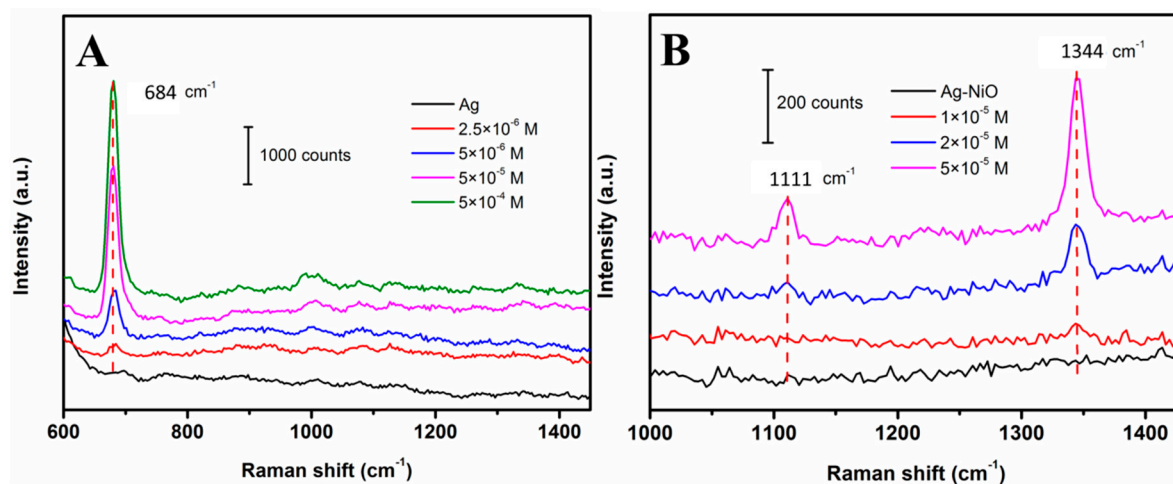 A
684 cm⁻¹
1000 counts
Ag
2.5×10⁻⁶ M
5×10⁻⁶ M
5×10⁻⁵ M
5×10⁻⁴ M
Intensity (a.u.)
600 800 1000 1200 1400
Raman shift (cm⁻¹)
B
1344 cm⁻¹
200 counts
1111 cm⁻¹
Ag-NiO
1×10⁻⁵ M
2×10⁻⁵ M
5×10⁻⁵ M
Intensity (a.u.)
1000 1100 1200 1300 1400
Raman shift (cm⁻¹)